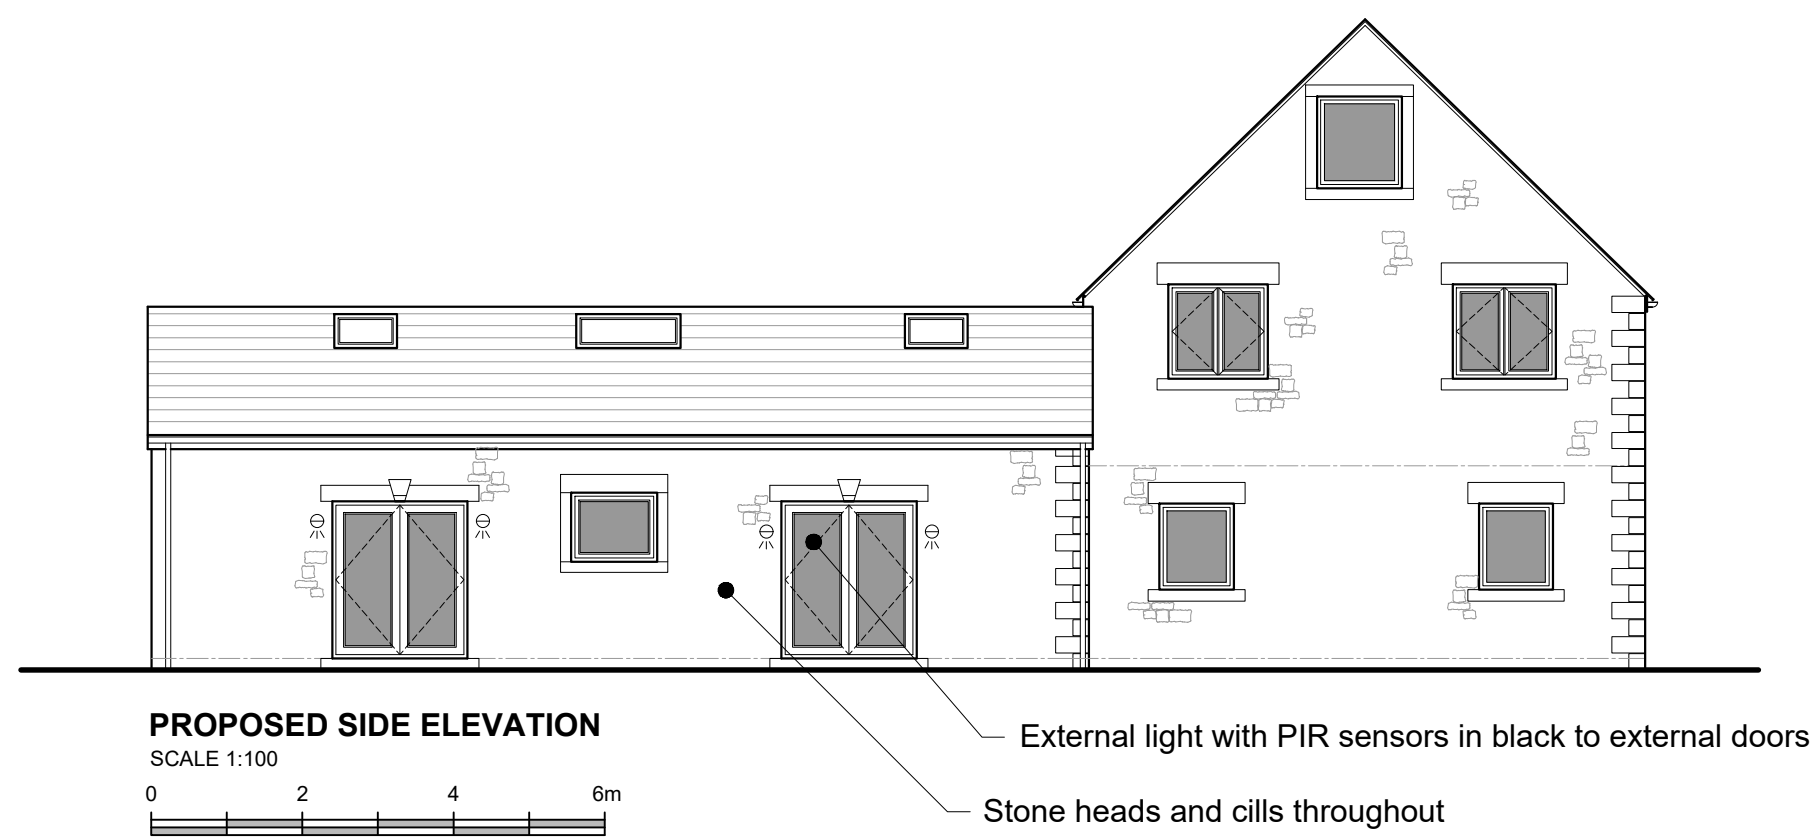 PROPOSED SIDE ELEVATION
SCALE 1:100
0 2 4 6m
External light with PIR sensors in black to external doors
Stone heads and cills throughout